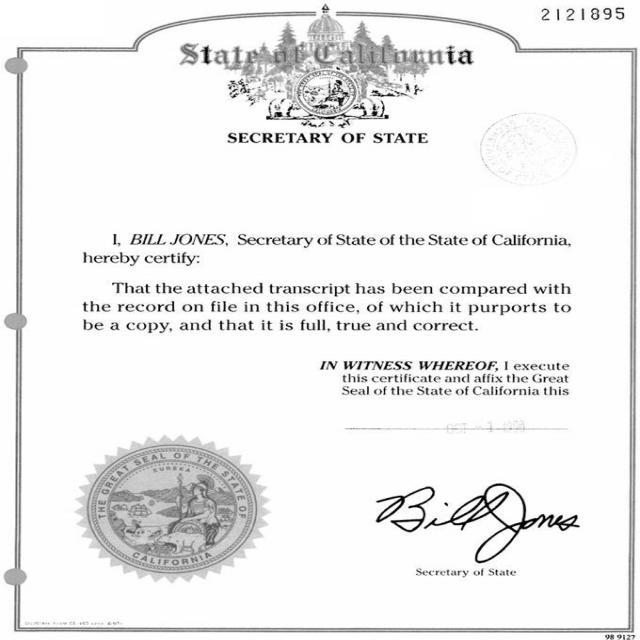 2121895
State of California
SECRETARY OF STATE
I, BILL JONES, Secretary of State of the State of California,
hereby certify:
That the attached transcript has been compared with
the record on file in this office, of which it purports to
be a copy, and that it is full, true and correct.
IN WITNESS WHEREOF, I execute
this certificate and affix the Great
Seal of the State of California this
OCT
THE GREAT SEAL OF THE STATE OF
EUREKA
CALIFORNIA
Bill Jones
Secretary of State
98 9127